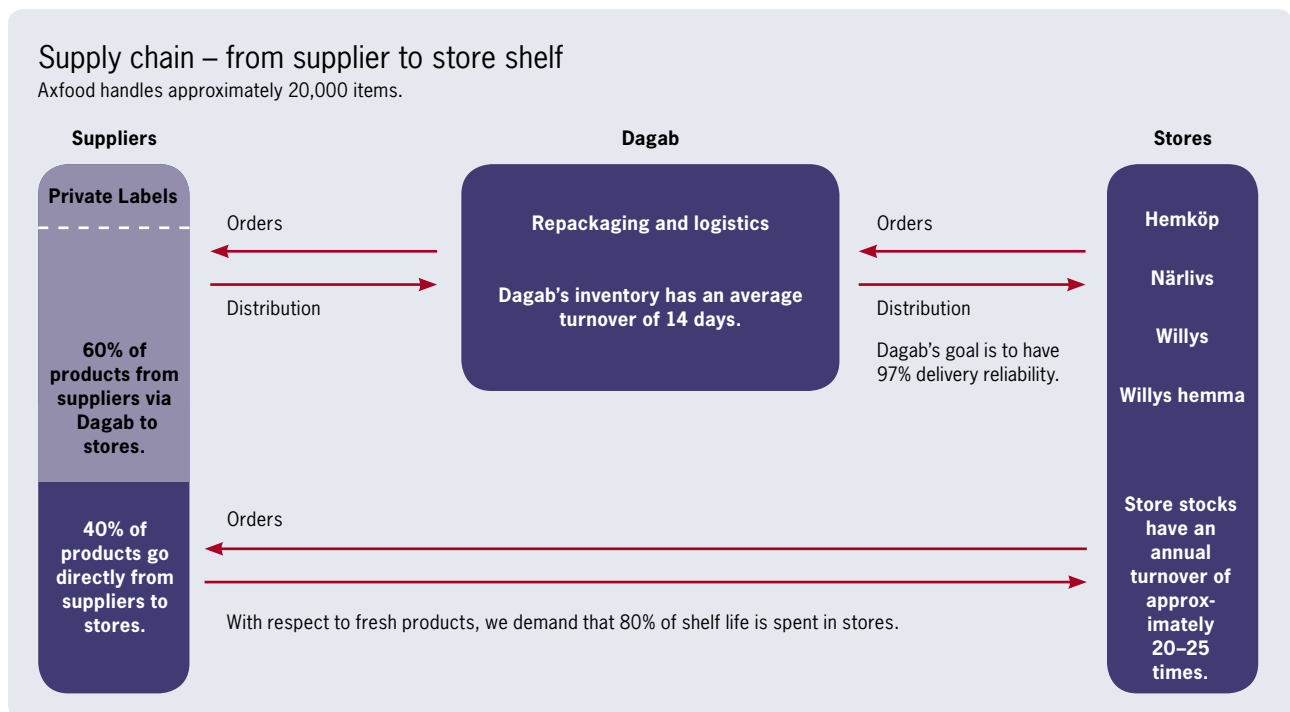 Supply chain – from supplier to store shelf
Axfood handles approximately 20,000 items.
Suppliers
Private Labels
60% of
products from
suppliers via
Dagab to
stores.
40% of
products go
directly from
suppliers to
stores.
Orders
Distribution
Dagab
Repackaging and logistics
Dagab's inventory has an average
turnover of 14 days.
Orders
Distribution
Dagab's goal is to have
97% delivery reliability.
Orders
With respect to fresh products, we demand that 80% of shelf life is spent in stores.
Stores
Hemköp
Närlivs
Willys
Willys hemma
Store stocks
have an
annual
turnover of
approx-
imately
20–25
times.